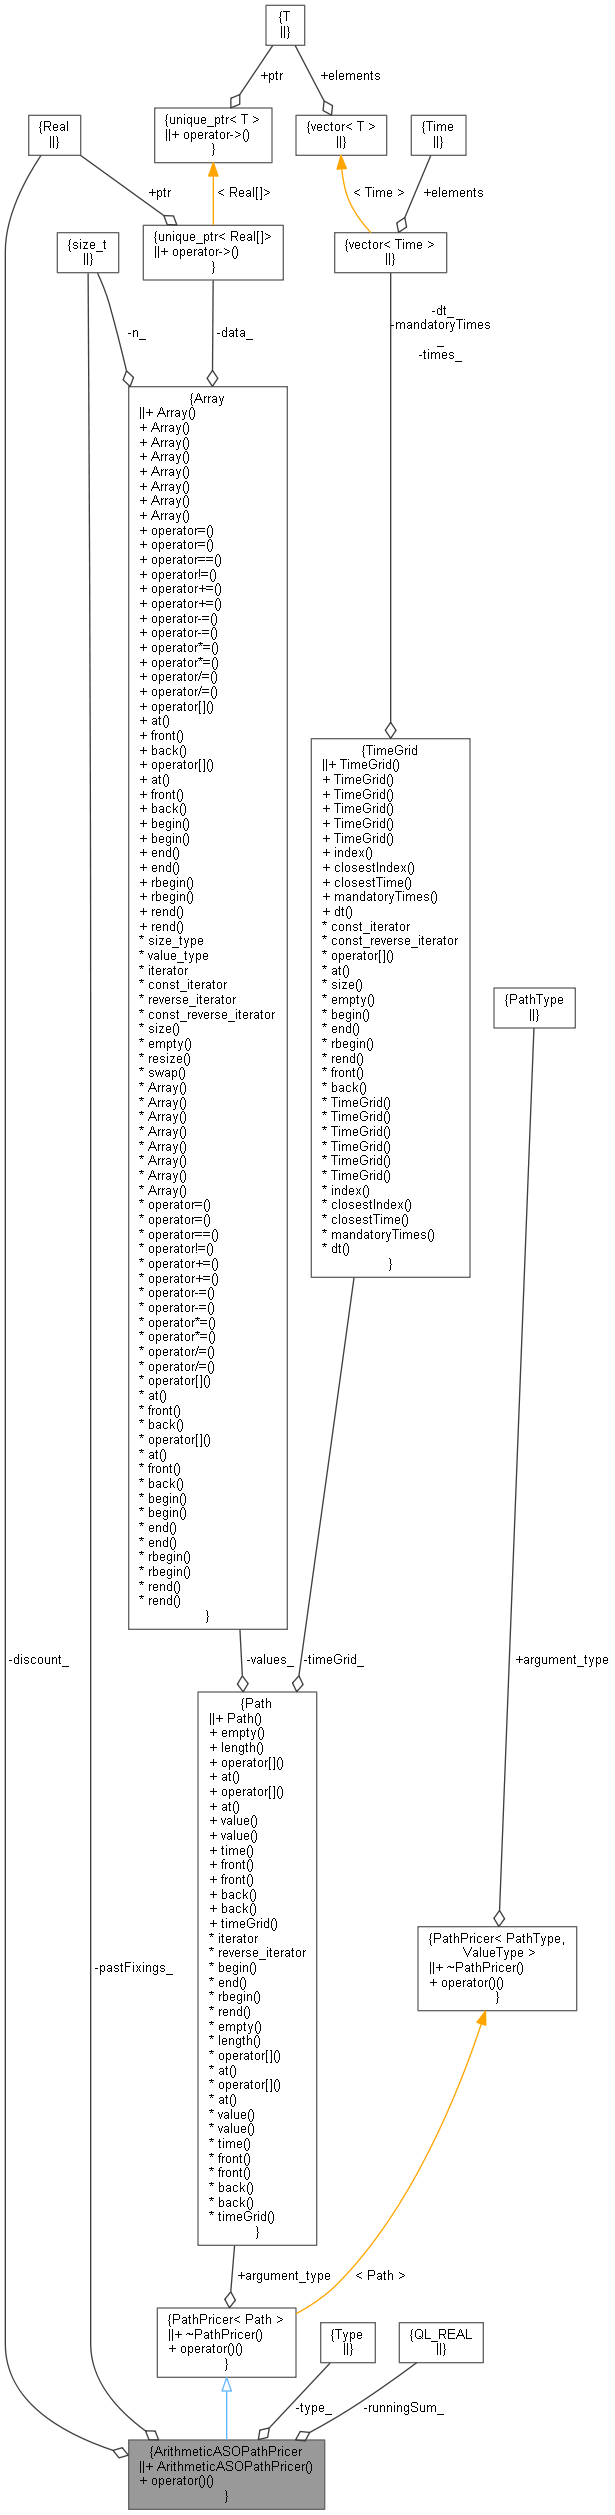 {T
||}
+ptr
+elements
{Real
||}
{unique_ptr< T >
||+ operator->()
}
{vector< T >
||}
{Time
||}
+ptr
< Real[]>
< Time >
+elements
{size_t
||}
{unique_ptr< Real[]>
||+ operator->()
}
{vector< Time >
||}
-n_
-data_
-dt_
-mandatoryTimes
_
-times_
{Array
||+ Array()
+ Array()
+ Array()
+ Array()
+ Array()
+ Array()
+ Array()
+ Array()
+ operator=()
+ operator=()
+ operator==()
+ operator!=()
+ operator+=()
+ operator+=()
+ operator-=()
+ operator-=()
+ operator*=()
+ operator*=()
+ operator/=()
+ operator/=()
+ operator[]()
+ at()
+ front()
+ back()
+ operator[]()
+ at()
+ front()
+ back()
+ begin()
+ begin()
+ end()
+ end()
+ rbegin()
+ rbegin()
+ rend()
+ rend()
* size_type
* value_type
* iterator
* const_iterator
* reverse_iterator
* const_reverse_iterator
* size()
* empty()
* resize()
* swap()
* Array()
* Array()
* Array()
* Array()
* Array()
* Array()
* Array()
* Array()
* operator=()
* operator=()
* operator==()
* operator!=()
* operator+=()
* operator+=()
* operator-=()
* operator-=()
* operator*=()
* operator*=()
* operator/=()
* operator/=()
* operator[]()
* at()
* front()
* back()
* operator[]()
* at()
* front()
* back()
* begin()
* begin()
* end()
* end()
* rbegin()
* rbegin()
* rend()
* rend()
}
{TimeGrid
||+ TimeGrid()
+ TimeGrid()
+ TimeGrid()
+ TimeGrid()
+ TimeGrid()
+ TimeGrid()
+ index()
+ closestIndex()
+ closestTime()
+ mandatoryTimes()
+ dt()
* const_iterator
* const_reverse_iterator
* operator[]()
* at()
* size()
* empty()
* begin()
* end()
* rbegin()
* rend()
* front()
* back()
* TimeGrid()
* TimeGrid()
* TimeGrid()
* TimeGrid()
* TimeGrid()
* TimeGrid()
* index()
* closestIndex()
* closestTime()
* mandatoryTimes()
* dt()
}
{PathType
||}
-discount_
-values_
-timeGrid_
+argument_type
{Path
||+ Path()
+ empty()
+ length()
+ operator[]()
+ at()
+ operator[]()
+ at()
+ value()
+ value()
+ time()
+ front()
+ front()
+ back()
+ back()
+ timeGrid()
* iterator
* reverse_iterator
* begin()
* end()
* rbegin()
* rend()
* empty()
* length()
* operator[]()
* at()
* operator[]()
* at()
* value()
* value()
* time()
* front()
* front()
* back()
* back()
* timeGrid()
}
-pastFixings_
{PathPricer< PathType,
ValueType >
||+ ~PathPricer()
+ operator()()
}
+argument_type
< Path >
{PathPricer< Path >
||+ ~PathPricer()
+ operator()()
}
{Type
||}
{QL_REAL
||}
-type_
-runningSum_
{ArithmeticASOPathPricer
||+ ArithmeticASOPathPricer()
+ operator()()
}